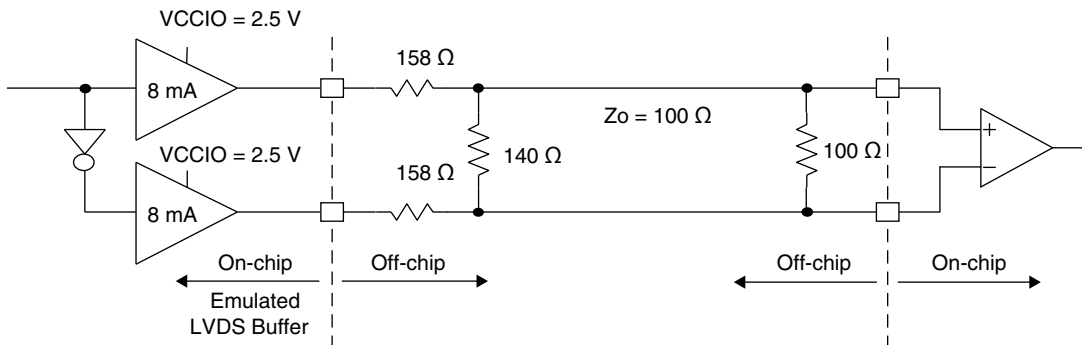 VCCIO = 2.5 V
158 Ω
8 mA
Zo = 100 Ω
+
VCCIO = 2.5 V
158 Ω
140 Ω
100 Ω
−
8 mA
On-chip
Off-chip
Off-chip
On-chip
Emulated
LVDS Buffer